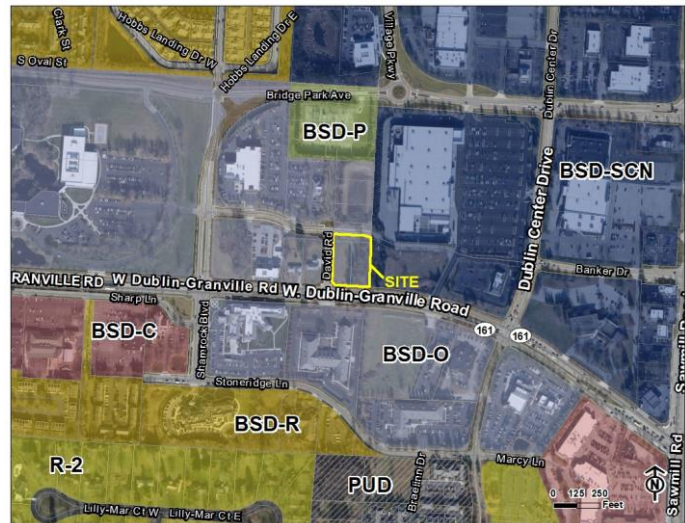 Clark St
Hobbs Landing Dr W
Hobbs Landing Dr E
S Oval St
Village Pkwy
Dublin Center Dr
Bridge Park Ave
BSD-P
BSD-SCN
Dublin Center Drive
David Rd
SITE
Banker Dr
RANVILLE RD
W Dublin-Granville Rd
W. Dublin-Granville Road
Sharp Ln
Shamrock Blvd
BSD-C
BSD-O
161
161
Stoneridge Ln
BSD-R
R-2
PUD
Braelinn Dr
Marcy Ln
Sawmill Rd
Lilly-Mar Ct W
Lilly-Mar Ct E
N
0 125 250
Feet